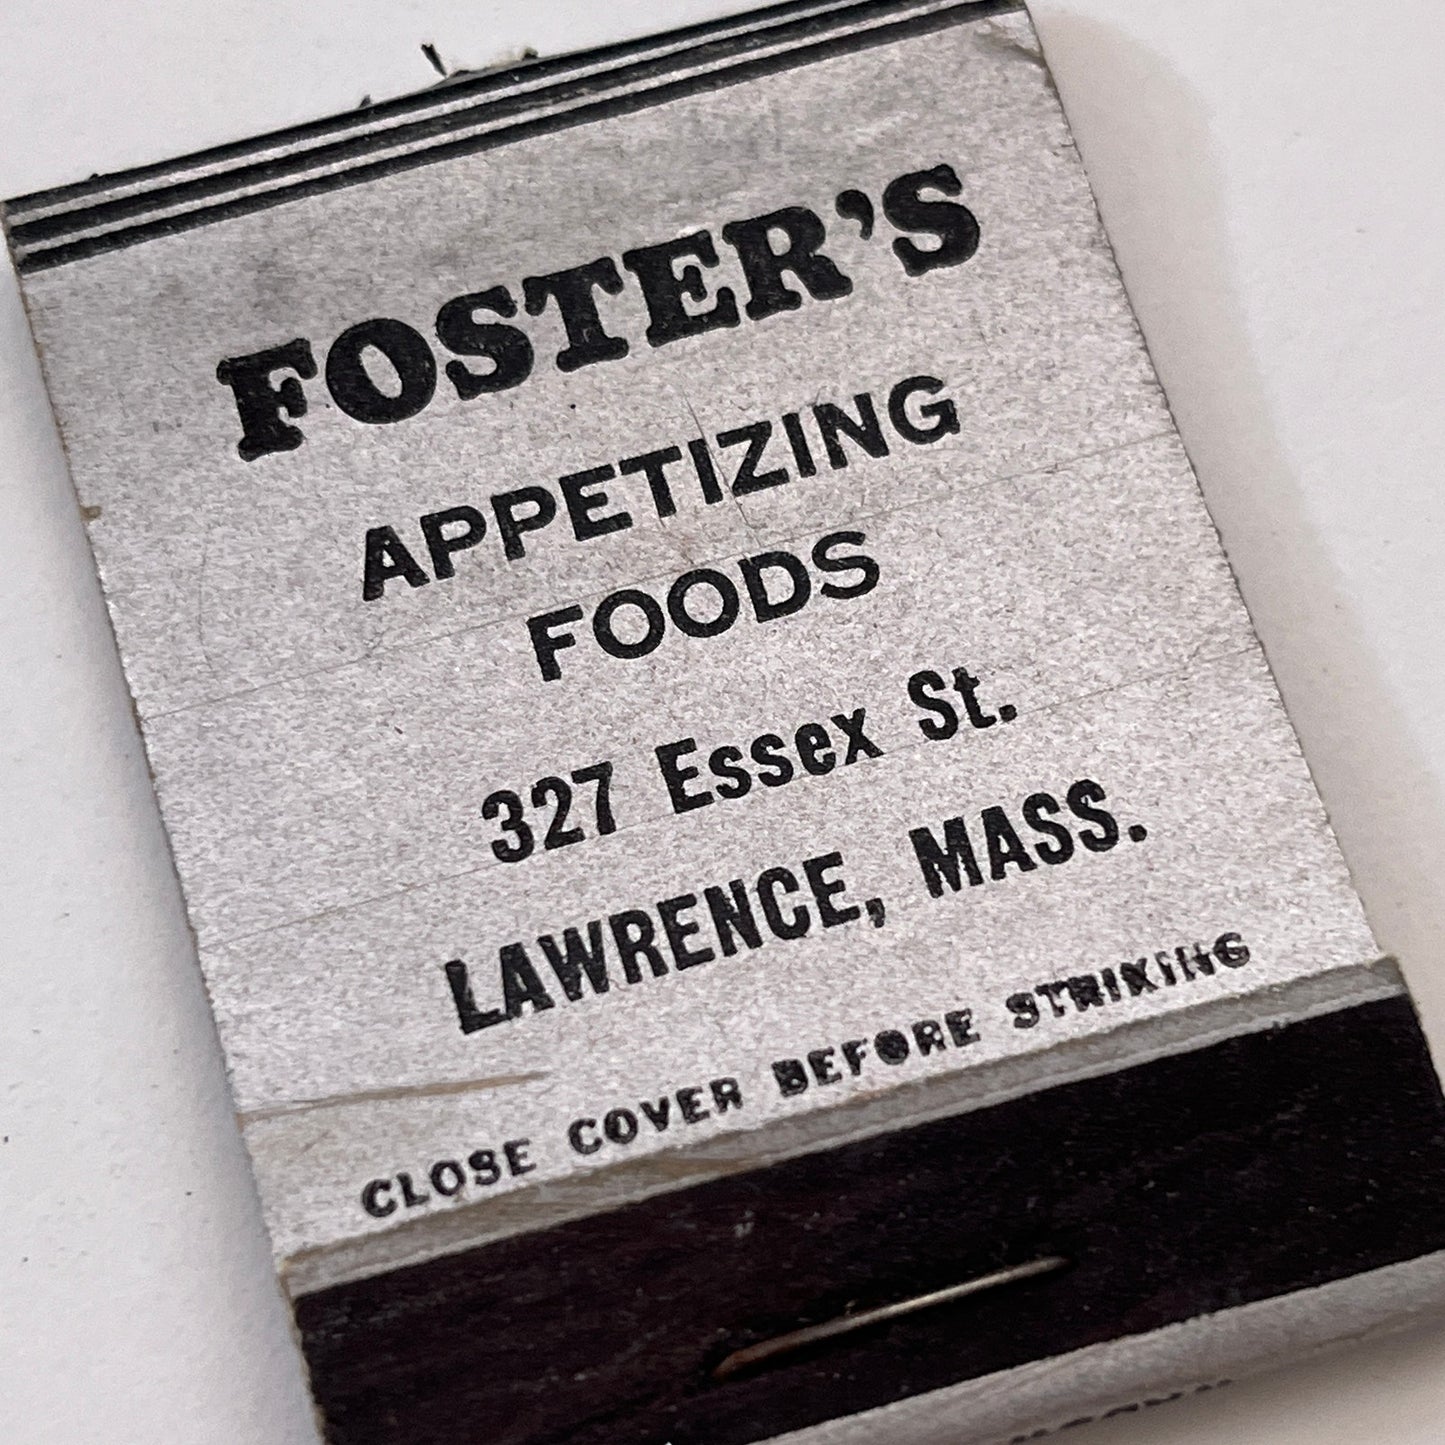 FOSTER'S
APPETIZING
FOODS
327 Essex St.
LAWRENCE, MASS.
CLOSE COVER BEFORE STRIKING